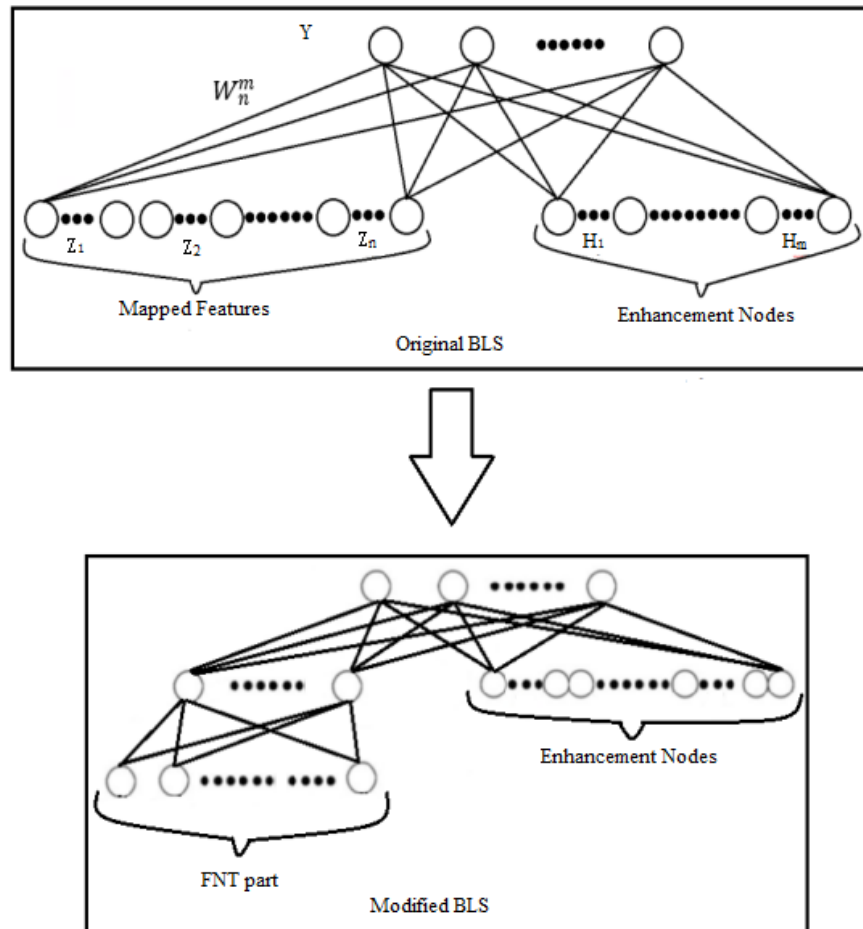 Y
W_n^m
Z₁ Z₂ Zₙ H₁ Hₘ
Mapped Features Enhancement Nodes
Original BLS
Enhancement Nodes
FNT part
Modified BLS